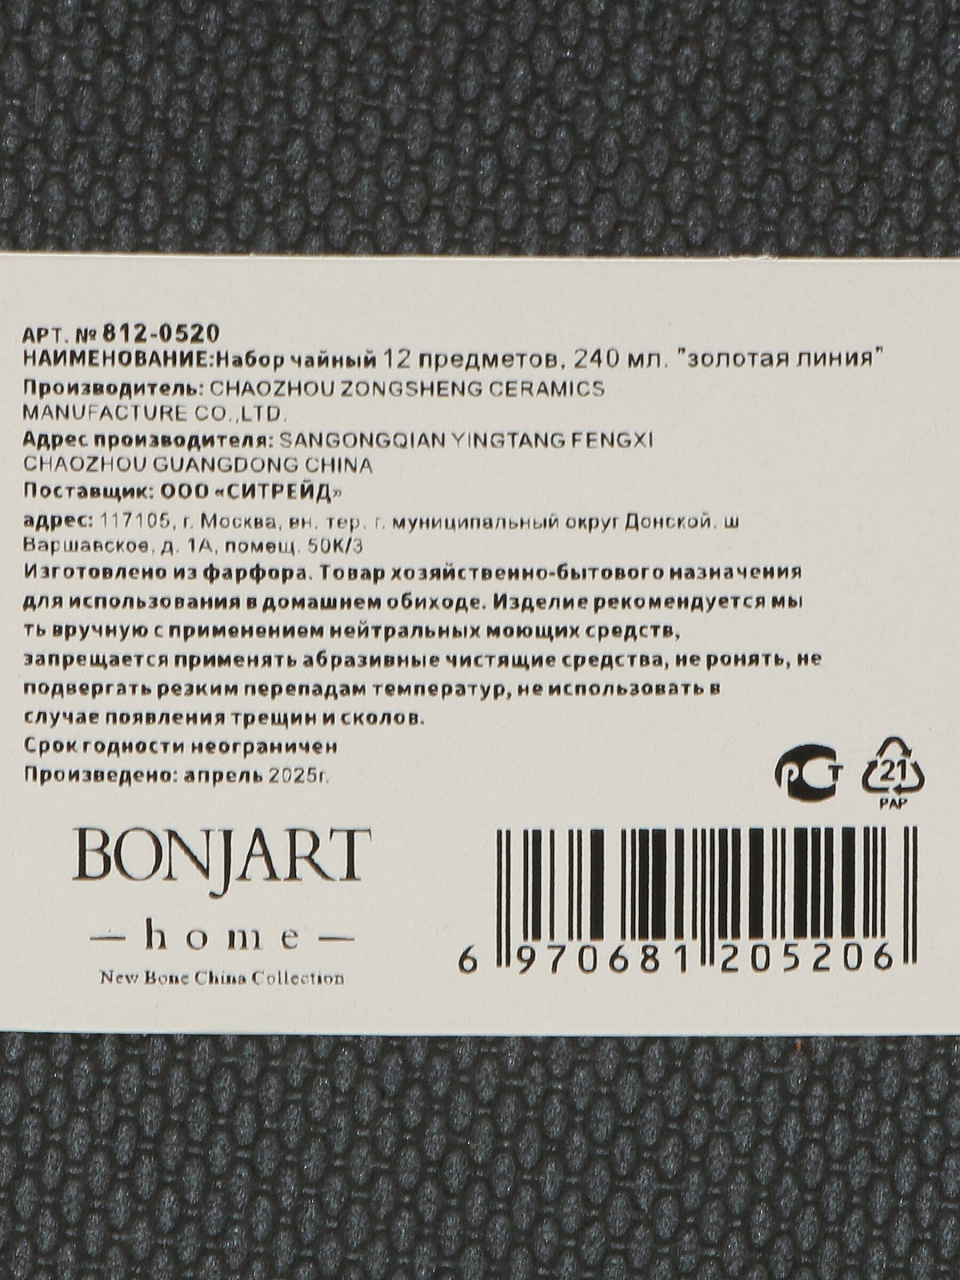 АРТ. № 812-0520
НАИМЕНОВАНИЕ:Набор чайный 12 предметов, 240 мл. "золотая линия"
Производитель: CHAOZHOU ZONGSHENG CERAMICS
MANUFACTURE CO.,LTD.
Адрес производителя: SANGONGQIAN YINGTANG FENGXI
CHAOZHOU GUANGDONG CHINA
Поставщик: ООО «СИТРЕЙД»
адрес: 117105, г. Москва, вн. тер. г. муниципальный округ Донской, ш
Варшавское, д. 1А, помещ. 50К/3
Изготовлено из фарфора. Товар хозяйственно-бытового назначения
для использования в домашнем обиходе. Изделие рекомендуется мы
ть вручную с применением нейтральных моющих средств,
запрещается применять абразивные чистящие средства, не ронять, не
подвергать резким перепадам температур, не использовать в
случае появления трещин и сколов.
Срок годности неограничен
Произведено: апрель 2025г.
РСТ
21
PAP
BONJART
— home —
New Bone China Collection
6 970681 205206